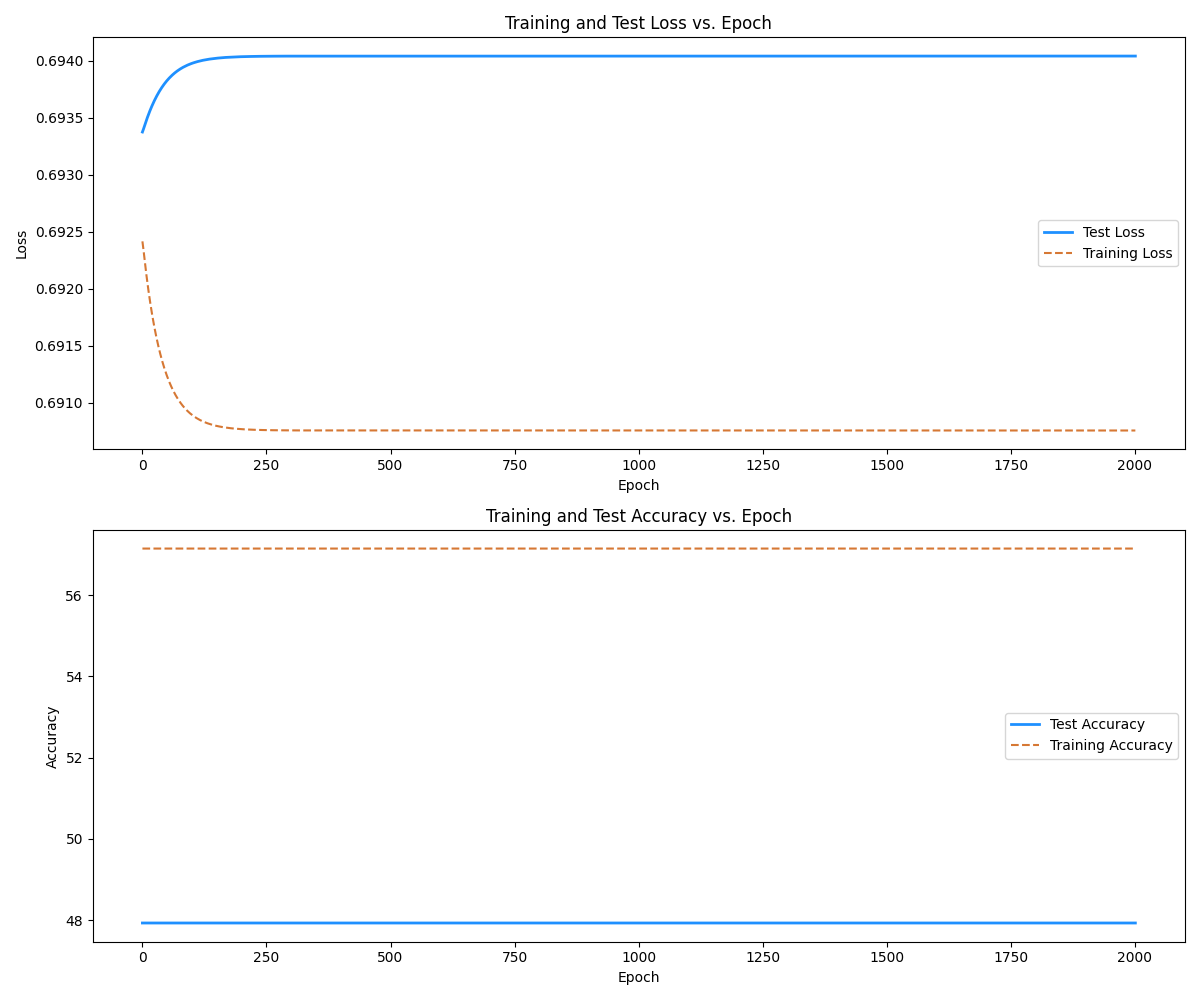 Training and Test Loss vs. Epoch
0.6940
0.6935
0.6930
0.6925
0.6920
0.6915
0.6910
Loss
Test Loss
Training Loss
0 250 500 750 1000 1250 1500 1750 2000
Epoch
Training and Test Accuracy vs. Epoch
56
54
52
50
48
Accuracy
Test Accuracy
Training Accuracy
0 250 500 750 1000 1250 1500 1750 2000
Epoch